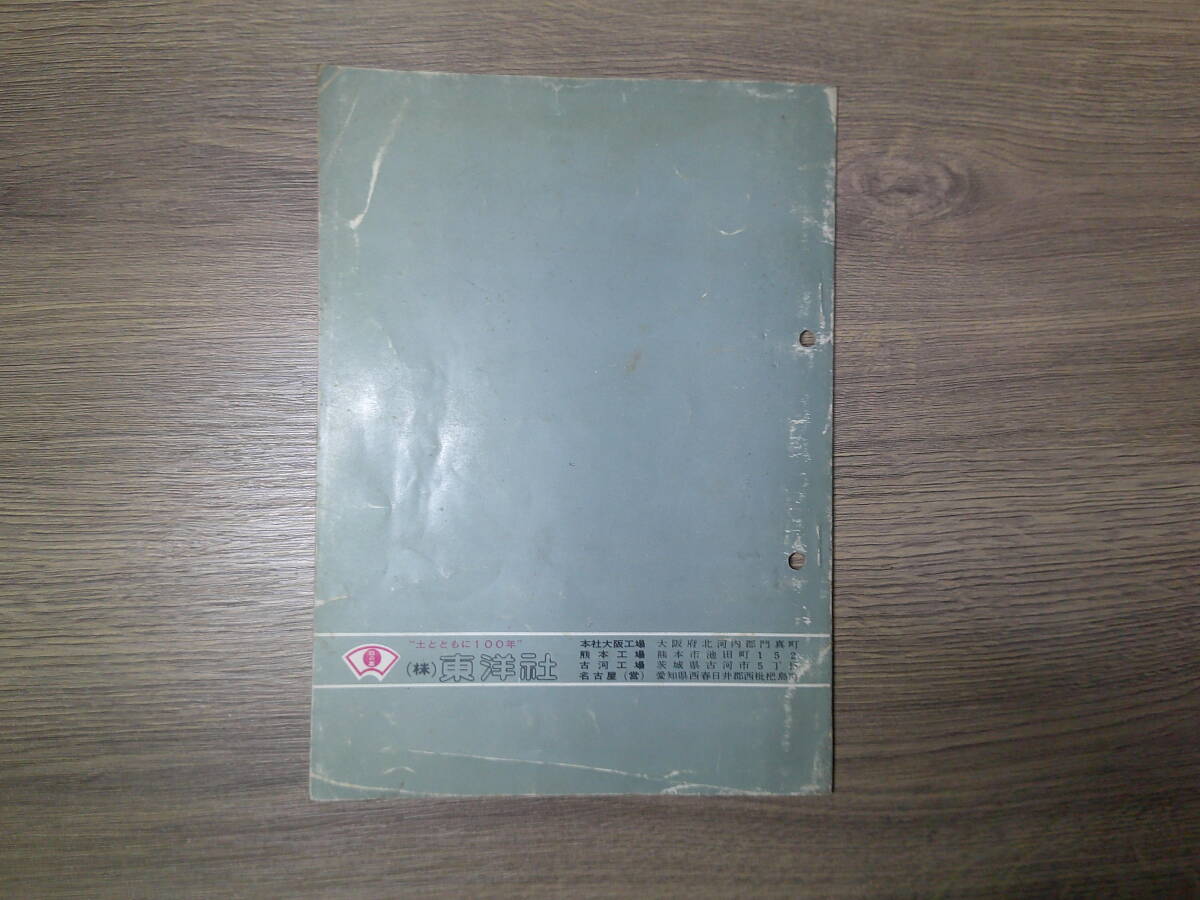 “土とともに100年”
(株)東洋社
本社大阪工場 大阪府北河内郡門真町
熊本工場 熊本市池田町152
古河工場 茨城県古河市5丁
名古屋(営) 愛知県西春日井郡西枇杷島町